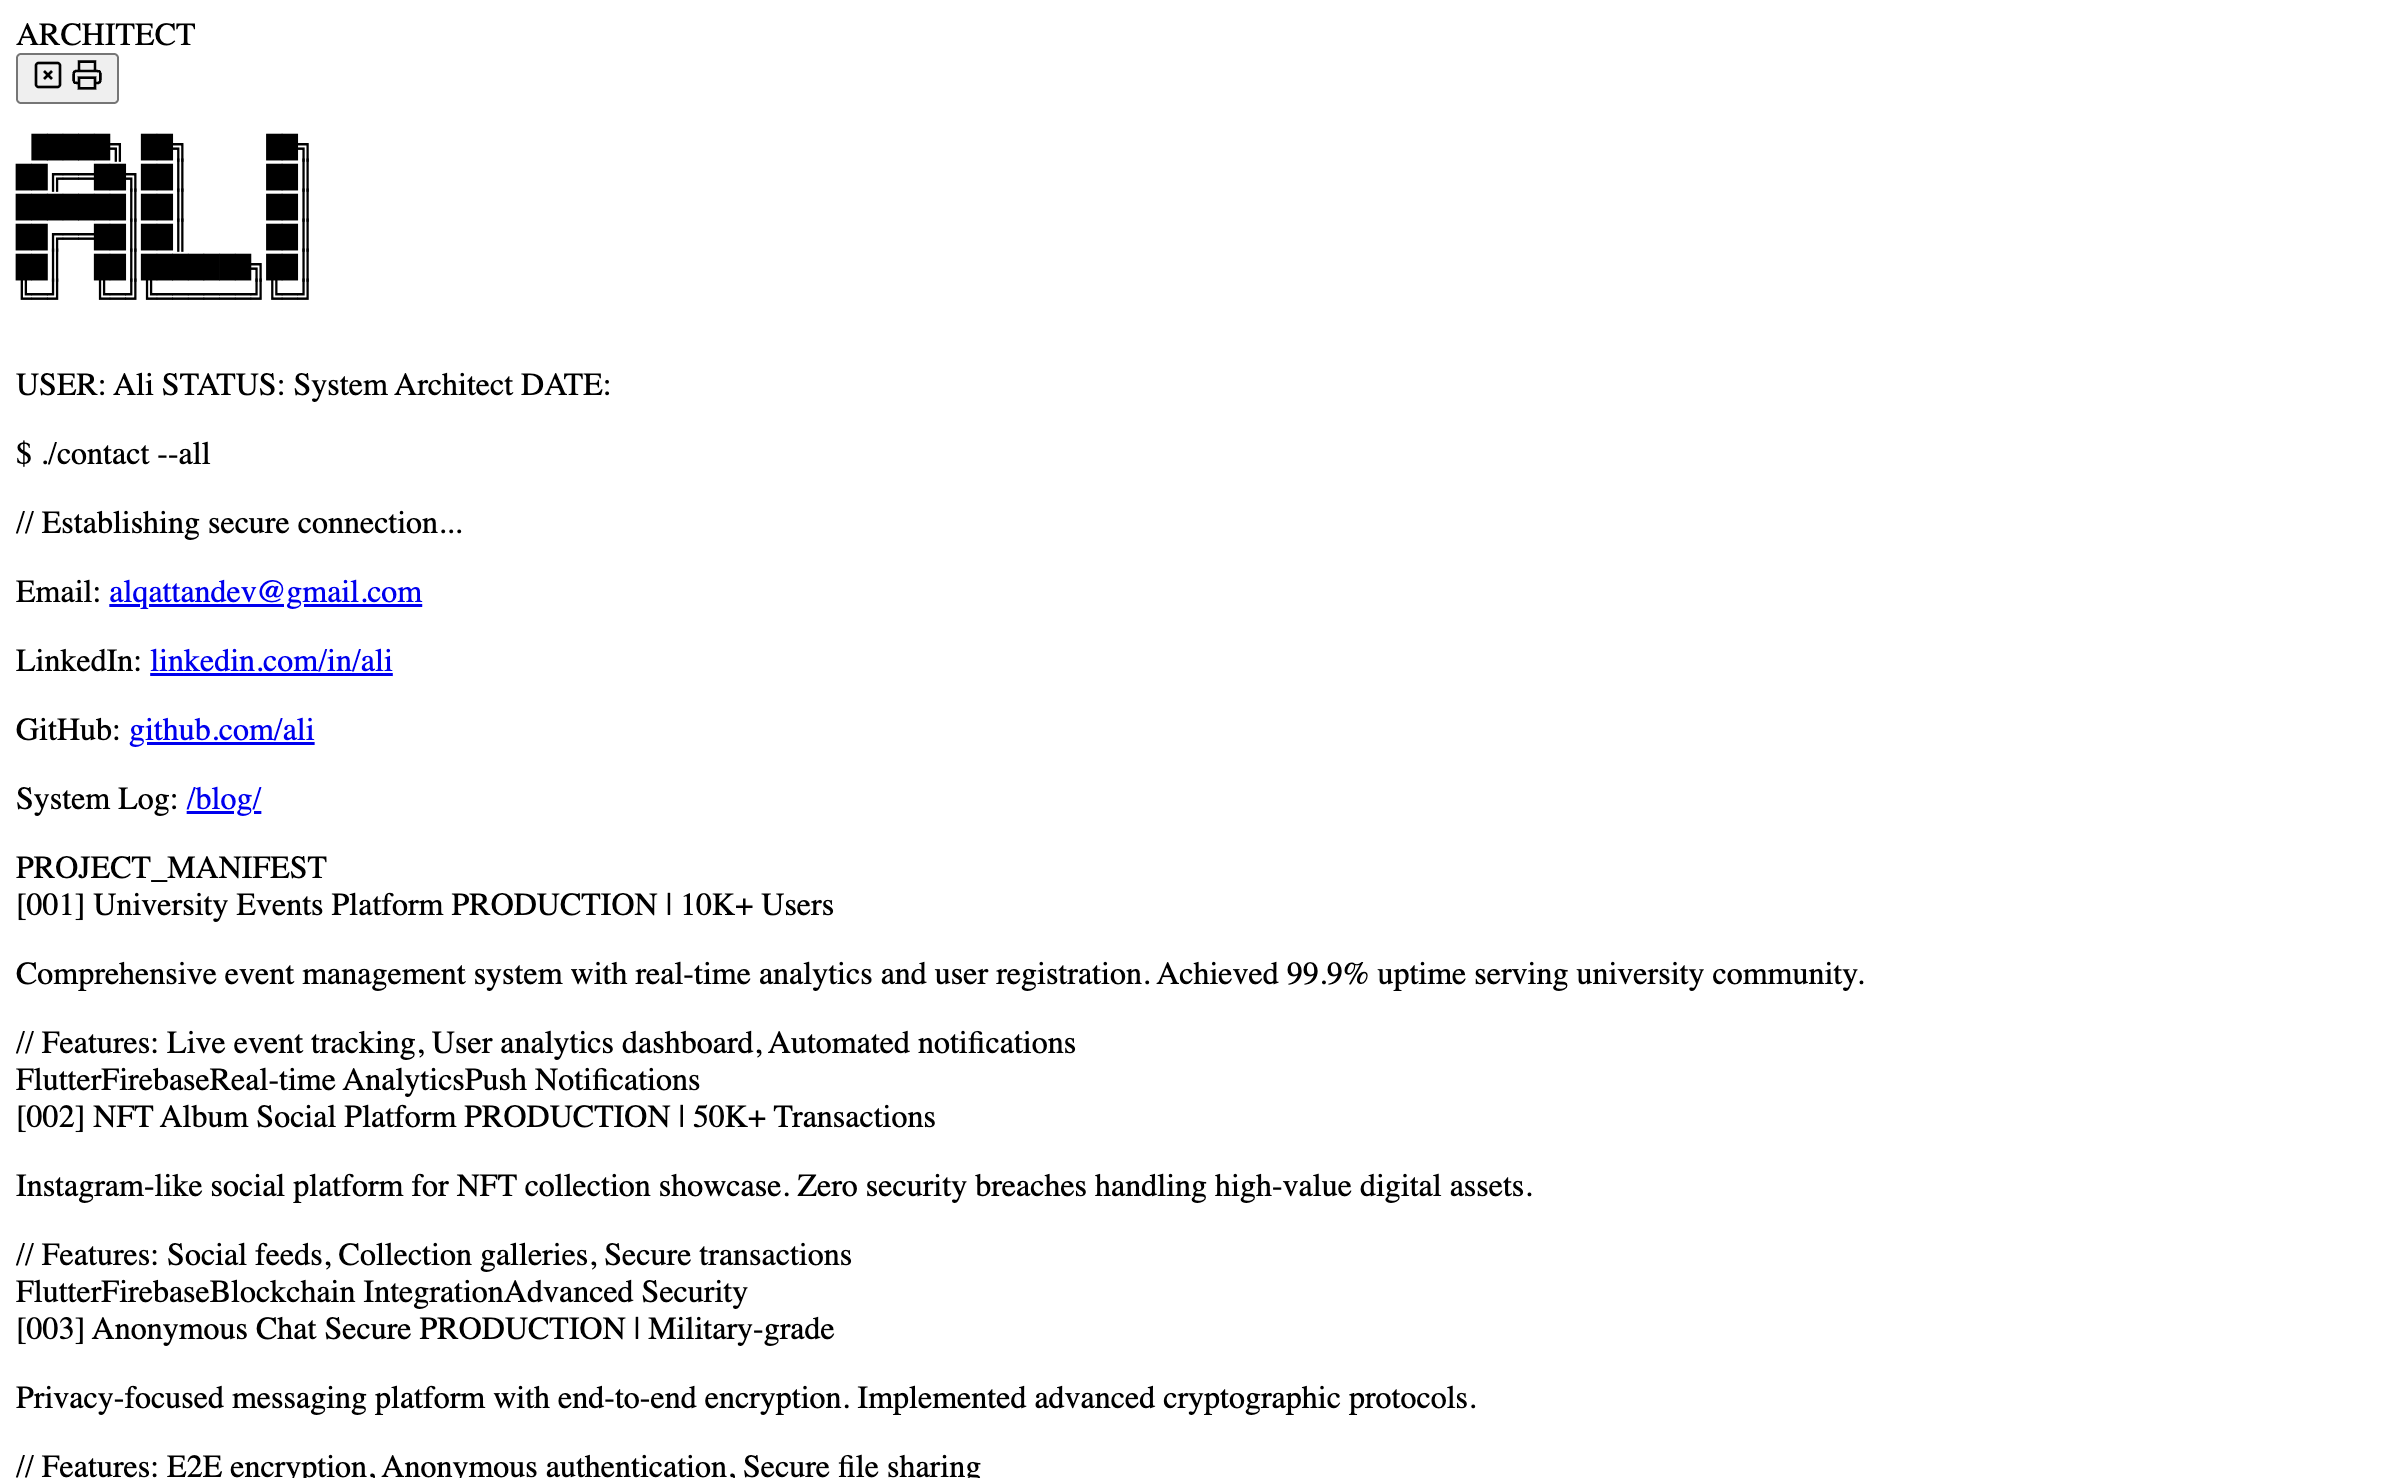 ARCHITECT
ALI
USER: Ali STATUS: System Architect DATE:
$ ./contact --all
// Establishing secure connection...
Email: alqattandev@gmail.com
LinkedIn: linkedin.com/in/ali
GitHub: github.com/ali
System Log: /blog/
PROJECT_MANIFEST
[001] University Events Platform PRODUCTION | 10K+ Users
Comprehensive event management system with real-time analytics and user registration. Achieved 99.9% uptime serving university community.
// Features: Live event tracking, User analytics dashboard, Automated notifications
FlutterFirebaseReal-time AnalyticsPush Notifications
[002] NFT Album Social Platform PRODUCTION | 50K+ Transactions
Instagram-like social platform for NFT collection showcase. Zero security breaches handling high-value digital assets.
// Features: Social feeds, Collection galleries, Secure transactions
FlutterFirebaseBlockchain IntegrationAdvanced Security
[003] Anonymous Chat Secure PRODUCTION | Military-grade
Privacy-focused messaging platform with end-to-end encryption. Implemented advanced cryptographic protocols.
// Features: E2E encryption, Anonymous authentication, Secure file sharing